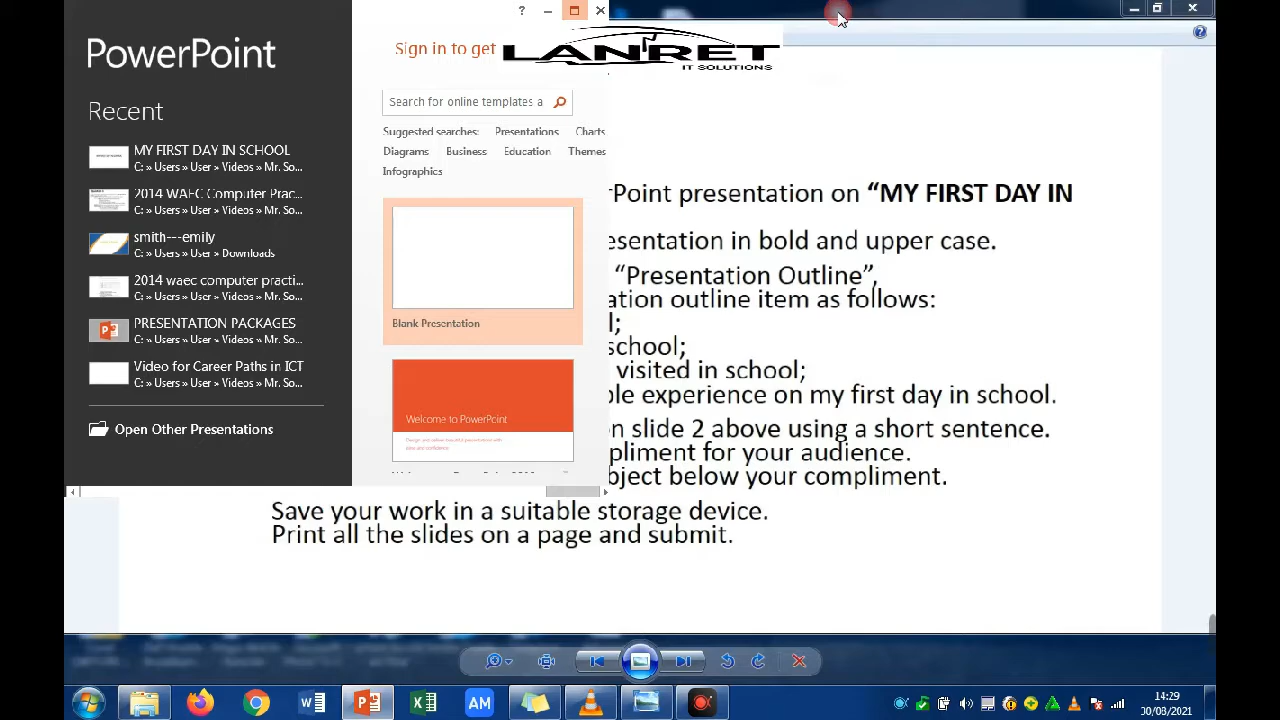 PowerPoint
Recent
MY FIRST DAY IN SCHOOL
C: » Users » User » Videos » Mr. So...
2014 WAEC Computer Prac...
C: » Users » User » Videos » Mr. So...
smith---emily
C: » Users » User » Downloads
2014 waec computer practi...
C: » Users » User » Videos » Mr. So...
PRESENTATION PACKAGES
C: » Users » User » Videos » Mr. So...
Video for Career Paths in ICT
C: » Users » User » Videos » Mr. So...
Open Other Presentations
Sign in to get
LANRET
IT SOLUTIONS
Search for online templates a
Suggested searches: Presentations Charts
Diagrams Business Education Themes
Infographics
Blank Presentation
Welcome to PowerPoint
Point presentation on “MY FIRST DAY IN
esentation in bold and upper case.
“Presentation Outline”,
ation outline item as follows:
l;
school;
visited in school;
ble experience on my first day in school.
on slide 2 above using a short sentence.
pliment for your audience.
bject below your compliment.
Save your work in a suitable storage device.
Print all the slides on a page and submit.
AM
14:29
30/08/2021